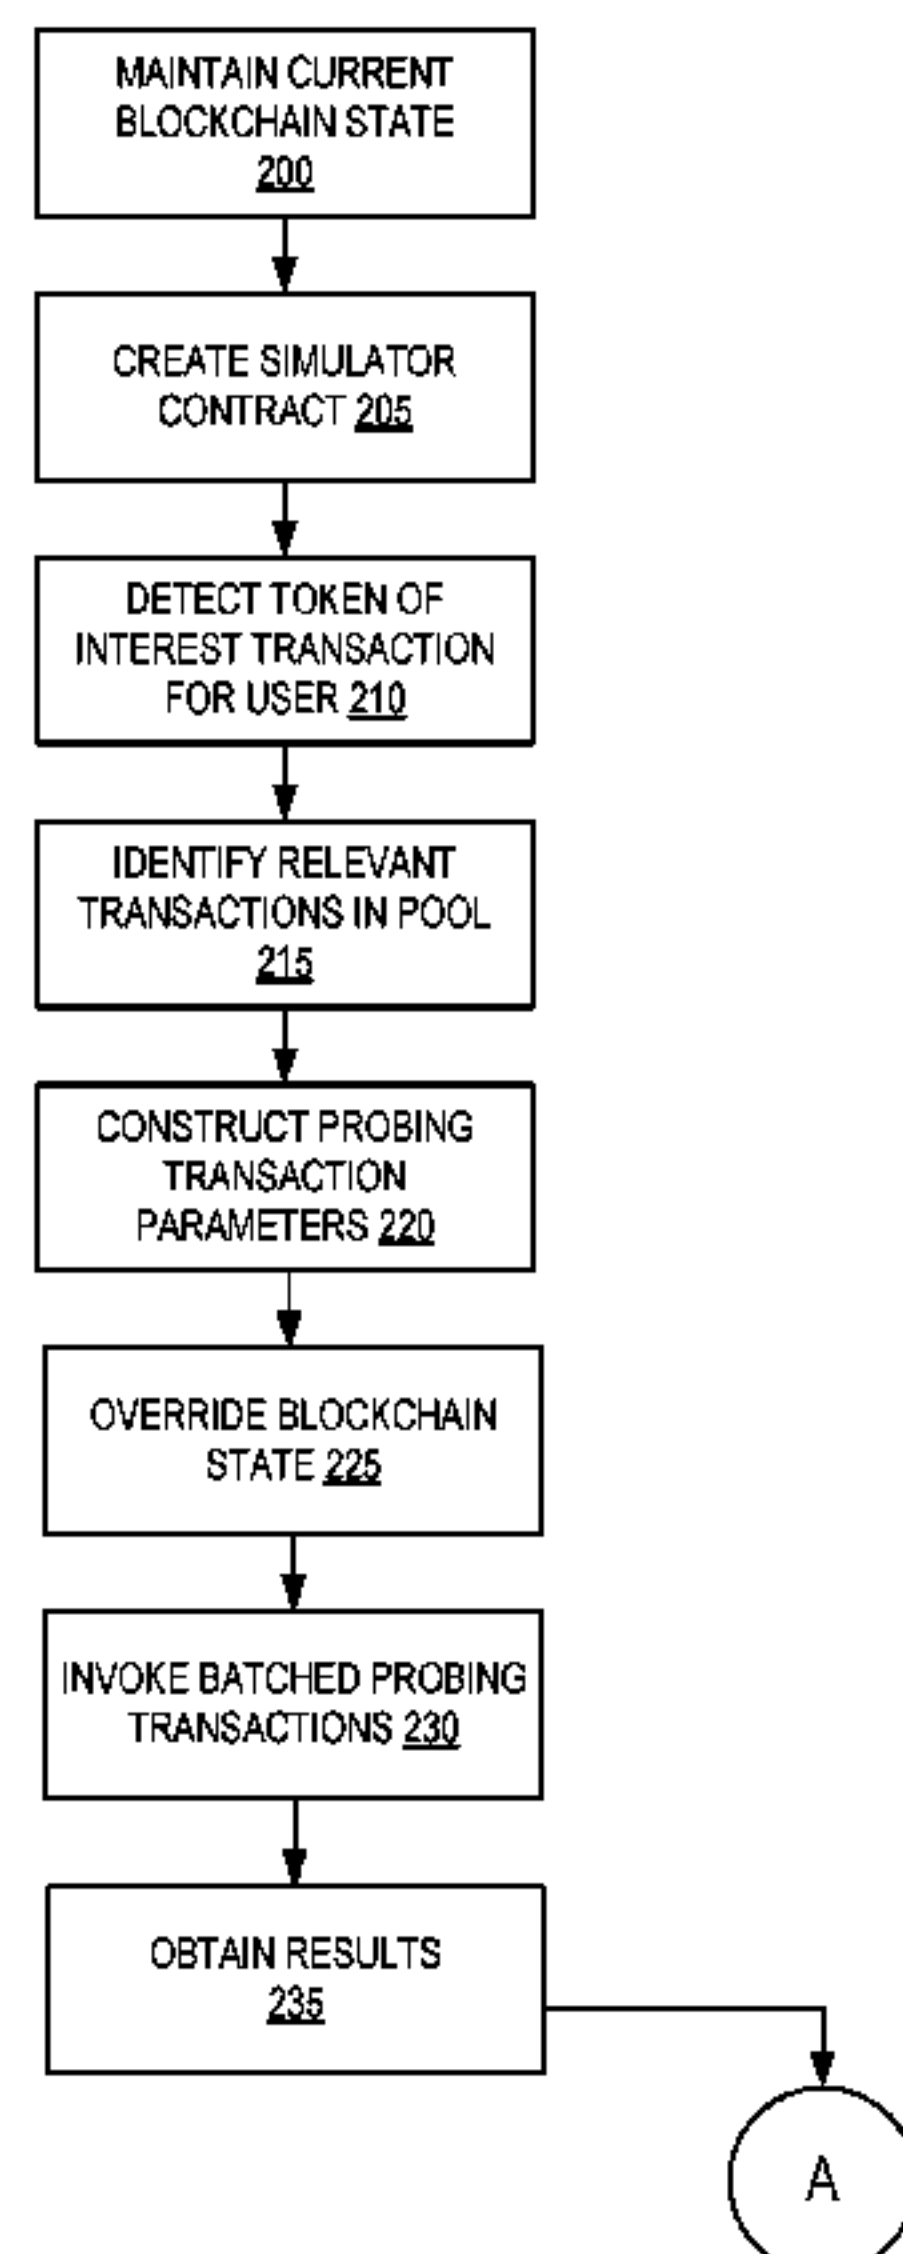 MAINTAIN CURRENT
BLOCKCHAIN STATE
200
CREATE SIMULATOR
CONTRACT 205
DETECT TOKEN OF
INTEREST TRANSACTION
FOR USER 210
IDENTIFY RELEVANT
TRANSACTIONS IN POOL
215
CONSTRUCT PROBING
TRANSACTION
PARAMETERS 220
OVERRIDE BLOCKCHAIN
STATE 225
INVOKE BATCHED PROBING
TRANSACTIONS 230
OBTAIN RESULTS
235
A